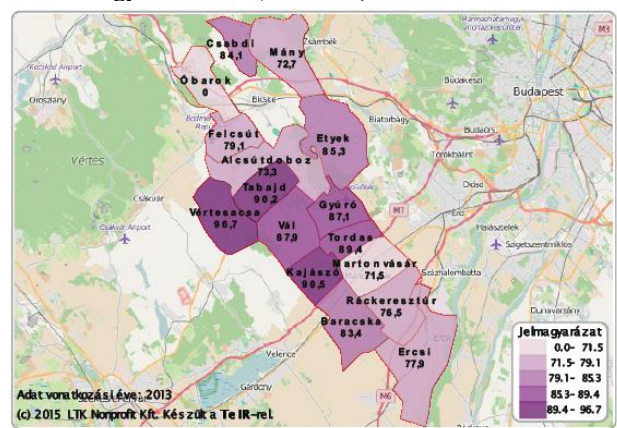 Csabdi
84,1
Mány
72,7
Zsámbék
Óbarok
0
Oroszlány
Bicske
Budakeszi
Budapest
M3
Biatorbágy
Budaörs
Felcsút
79,1
Etyek
85,3
Alcsútdoboz
73,3
Törökbálint
Vértes
Csákvár
Tabajd
90,2
Diósd
Vértesacsa
96,7
Gyúró
87,1
M7
Érd
Vál
87,9
Halásztelek
Csákvár Airport
Tordas
89,4
Szigetszentmiklós
Martonvásár
71,5
Kajászó
90,5
Százhalombatta
Ráckeresztúr
76,5
Dunavarsány
Baracska
83,4
Velence
Ercsi
77,9
Gárdony
M6
Jelmagyarázat
0.0- 71.5
71.5- 79.1
79.1- 85.3
85.3- 89.4
89.4- 96.7
Adat vonatkozási éve: 2013
(c) 2015 LTK Nonprofit Kft. Készült a TeIR-rel.